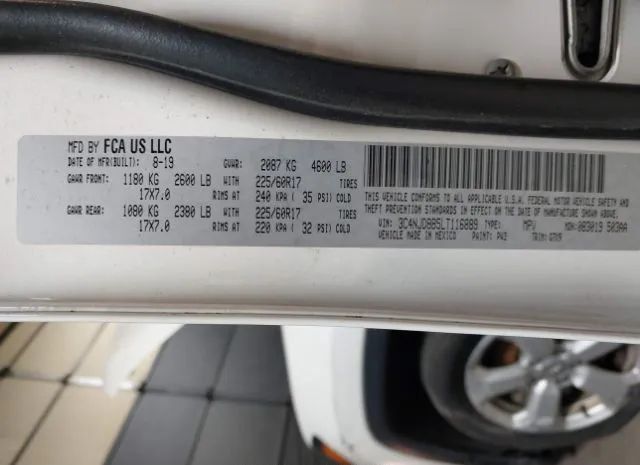 MFD BY FCA US LLC
DATE OF MFR(BUILT): 8-19 GVWR: 2087 KG 4600 LB
GAWR FRONT: 1180 KG 2600 LB WITH 225/60R17 TIRES
17X7.0 RIMS AT 240 KPA ( 35 PSI) COLD
GAWR REAR: 1080 KG 2380 LB WITH 225/60R17 TIRES
17X7.0 RIMS AT 220 KPA ( 32 PSI) COLD
THIS VEHICLE CONFORMS TO ALL APPLICABLE U.S.A. FEDERAL MOTOR VEHICLE SAFETY AND
THEFT PREVENTION STANDARDS IN EFFECT ON THE DATE OF MANUFACTURE SHOWN ABOVE.
VIN: 3C4NJDBB5LT116889 TYPE: MPV MDH: 083019 503AA
VEHICLE MADE IN MEXICO PAINT: PW2 TRIM: